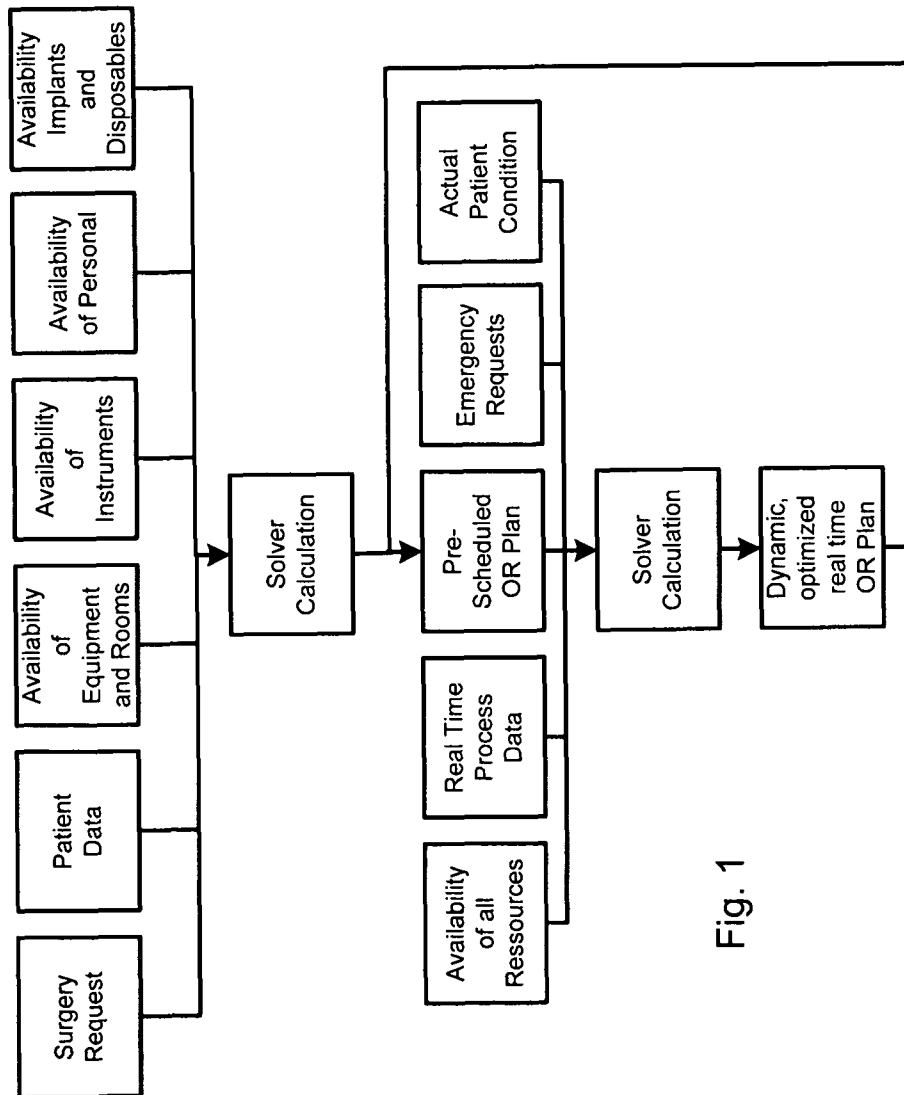 Surgery
Request
Patient
Data
Availability
of
Equipment
and Rooms
Availability
of
Instruments
Availability
of Personal
Availability
Implants
and
Disposables
Solver
Calculation
Availability
of all
Ressources
Real Time
Process
Data
Pre-
Scheduled
OR Plan
Emergency
Requests
Actual
Patient
Condition
Solver
Calculation
Dynamic,
optimized
real time
OR Plan
Fig. 1